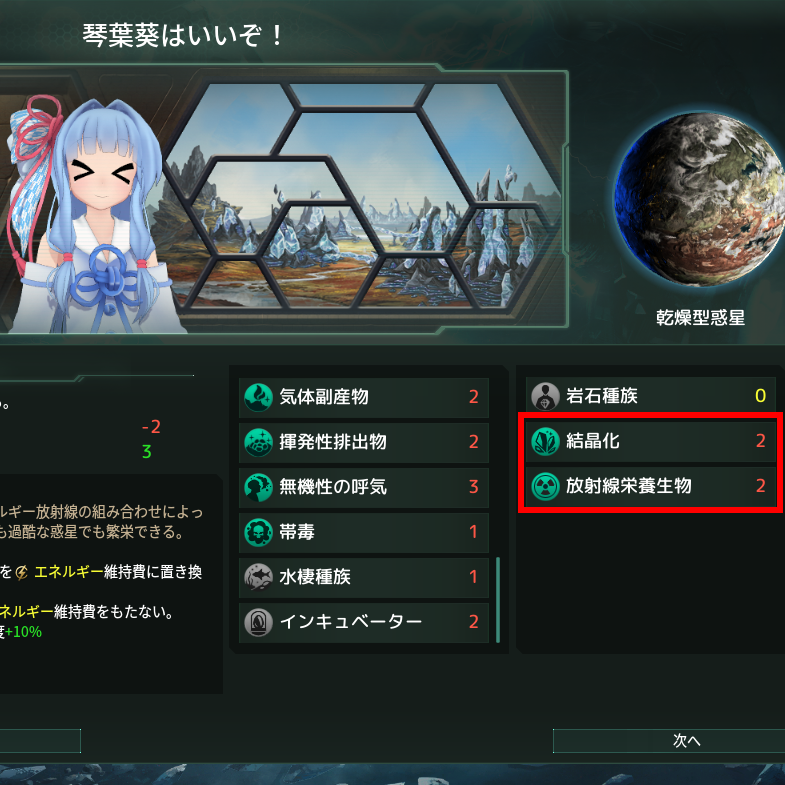 琴葉葵はいいぞ！
乾燥型惑星
。
-2
3
ルギー放射線の組み合わせによっ
も過酷な惑星でも繁栄できる。
を エネルギー維持費に置き換
ネルギー維持費をもたない。
度+10%
気体副産物 2
揮発性排出物 2
無機性の呼気 3
帯毒 1
水棲種族 1
インキュベーター 2
岩石種族 0
結晶化 2
放射線栄養生物 2
次へ